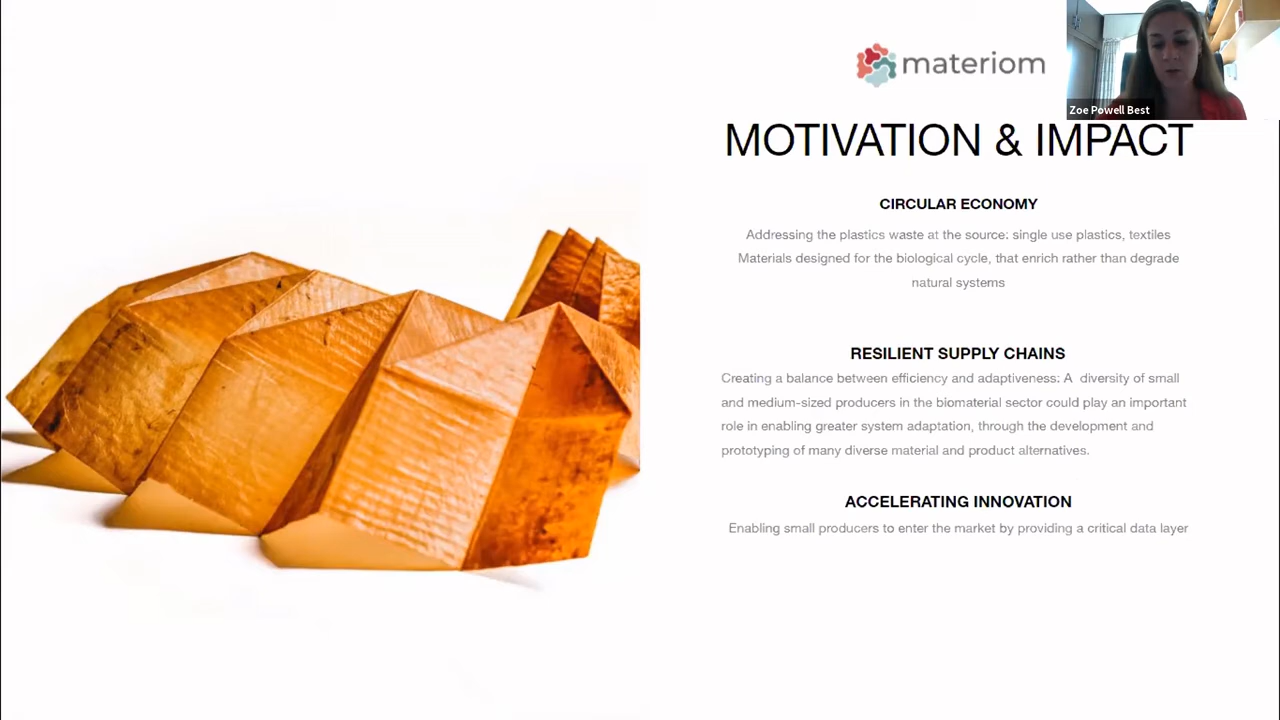 materiom
Zoe Powell Best
MOTIVATION & IMPACT
CIRCULAR ECONOMY
Addressing the plastics waste at the source: single use plastics, textiles
Materials designed for the biological cycle, that enrich rather than degrade
natural systems
RESILIENT SUPPLY CHAINS
Creating a balance between efficiency and adaptiveness: A  diversity of small
and medium-sized producers in the biomaterial sector could play an important
role in enabling greater system adaptation, through the development and
prototyping of many diverse material and product alternatives.
ACCELERATING INNOVATION
Enabling small producers to enter the market by providing a critical data layer